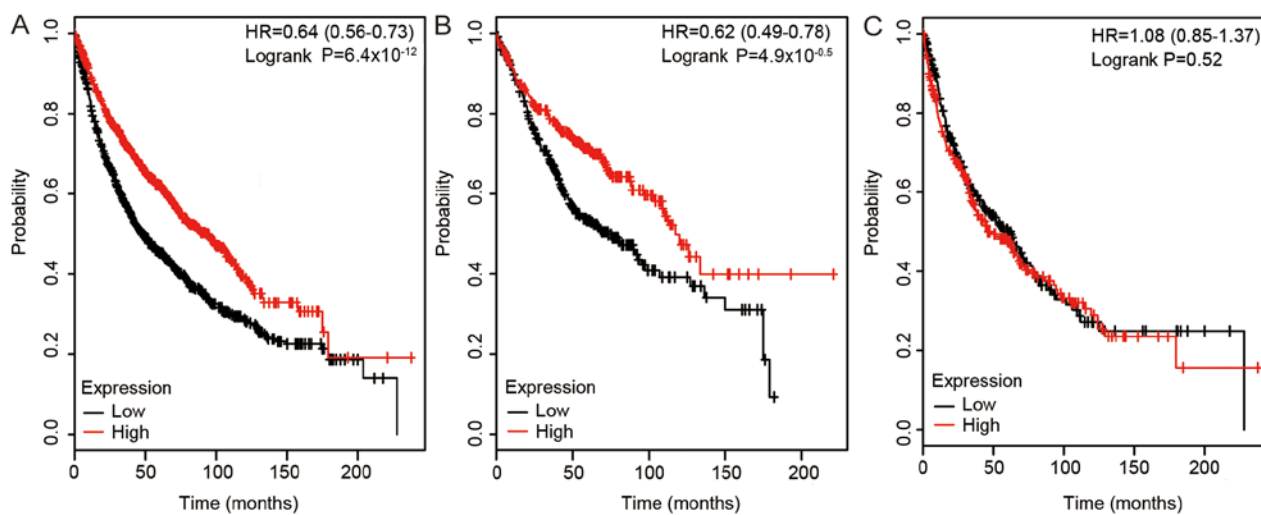 A
HR=0.64 (0.56-0.73)
Logrank P=6.4x10-12
1.0
0.8
0.6
0.4
0.2
0.0
Probability
Expression
Low
High
0 50 100 150 200
Time (months)
B
HR=0.62 (0.49-0.78)
Logrank P=4.9x10-0.5
1.0
0.8
0.6
0.4
0.2
0.0
Probability
Expression
Low
High
0 50 100 150 200
Time (months)
C
HR=1.08 (0.85-1.37)
Logrank P=0.52
1.0
0.8
0.6
0.4
0.2
0.0
Probability
Expression
Low
High
0 50 100 150 200
Time (months)